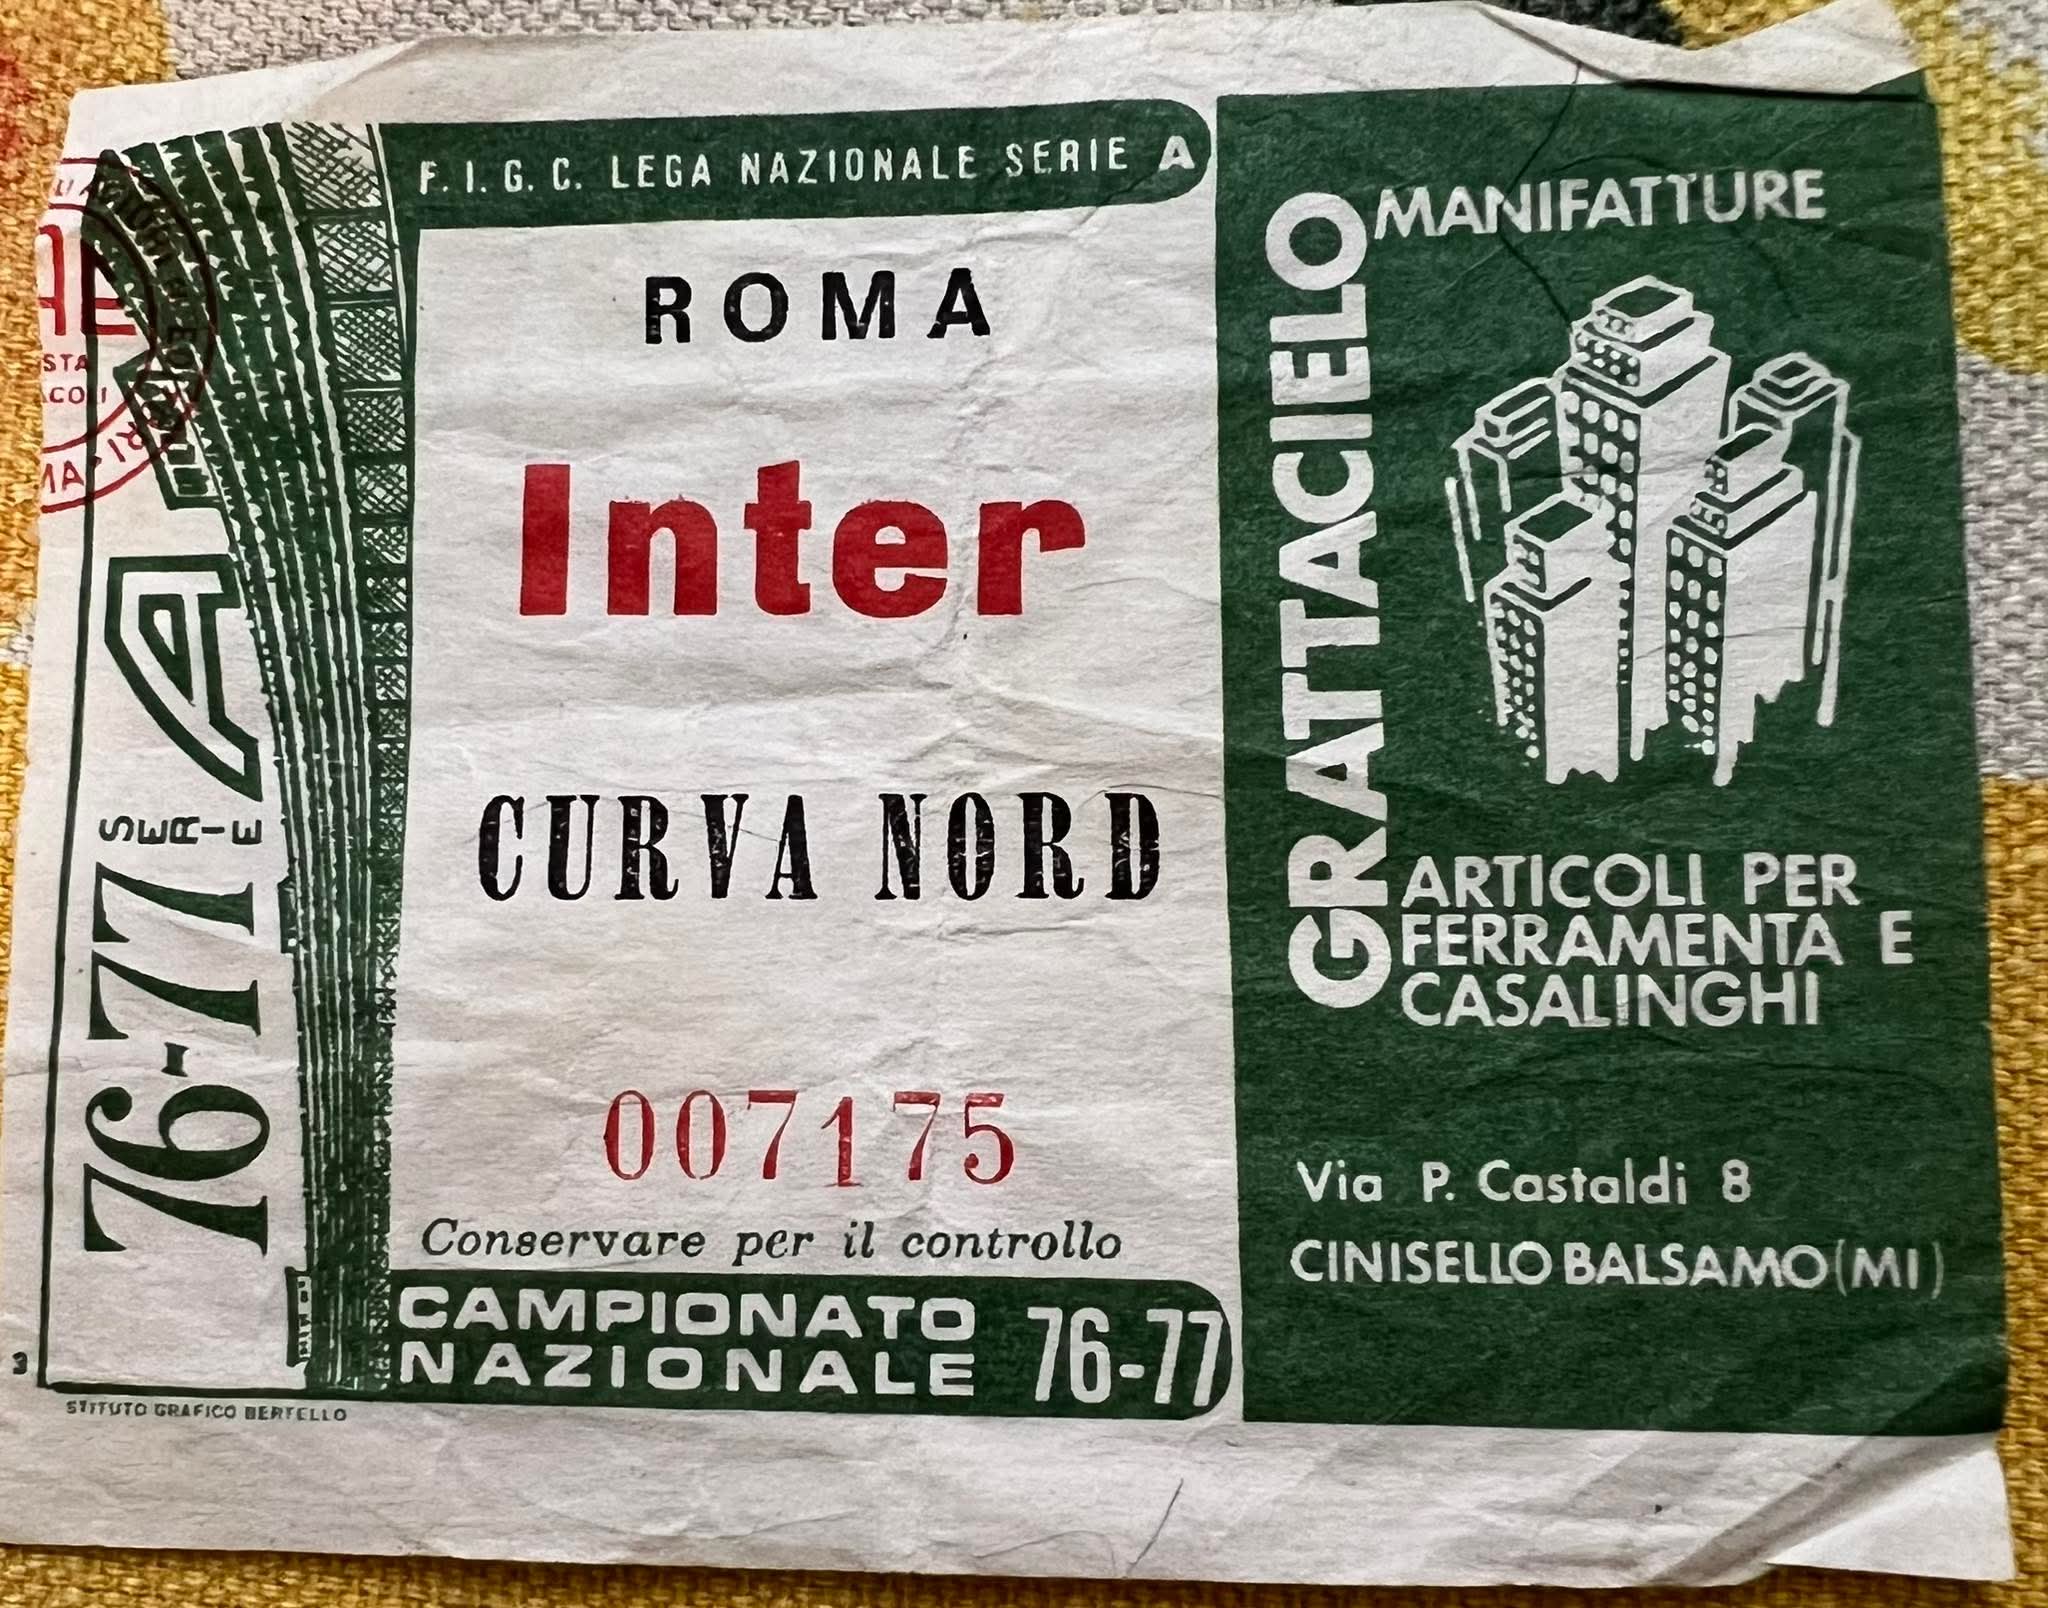 F. I. G. C. LEGA NAZIONALE SERIE A
ROMA
Inter
CURVA NORD
007175
Conservare per il controllo
CAMPIONATO
NAZIONALE
76-77
76-77
SERIE
A
STITUTO GRAFICO BERTELLO
3
GRATTACIELO
MANIFATTURE
ARTICOLI PER
FERRAMENTA E
CASALINGHI
Via P. Castaldi 8
CINISELLO BALSAMO (MI)